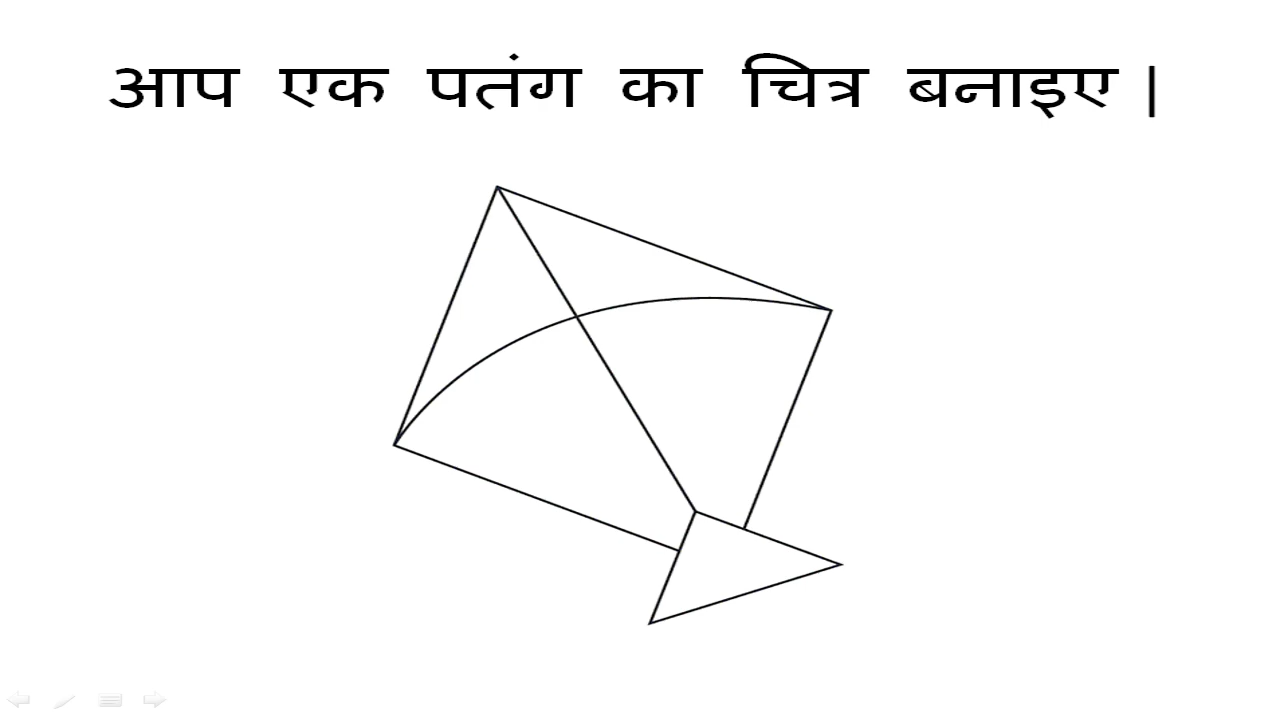 आप एक पतंग का चित्र बनाइए |